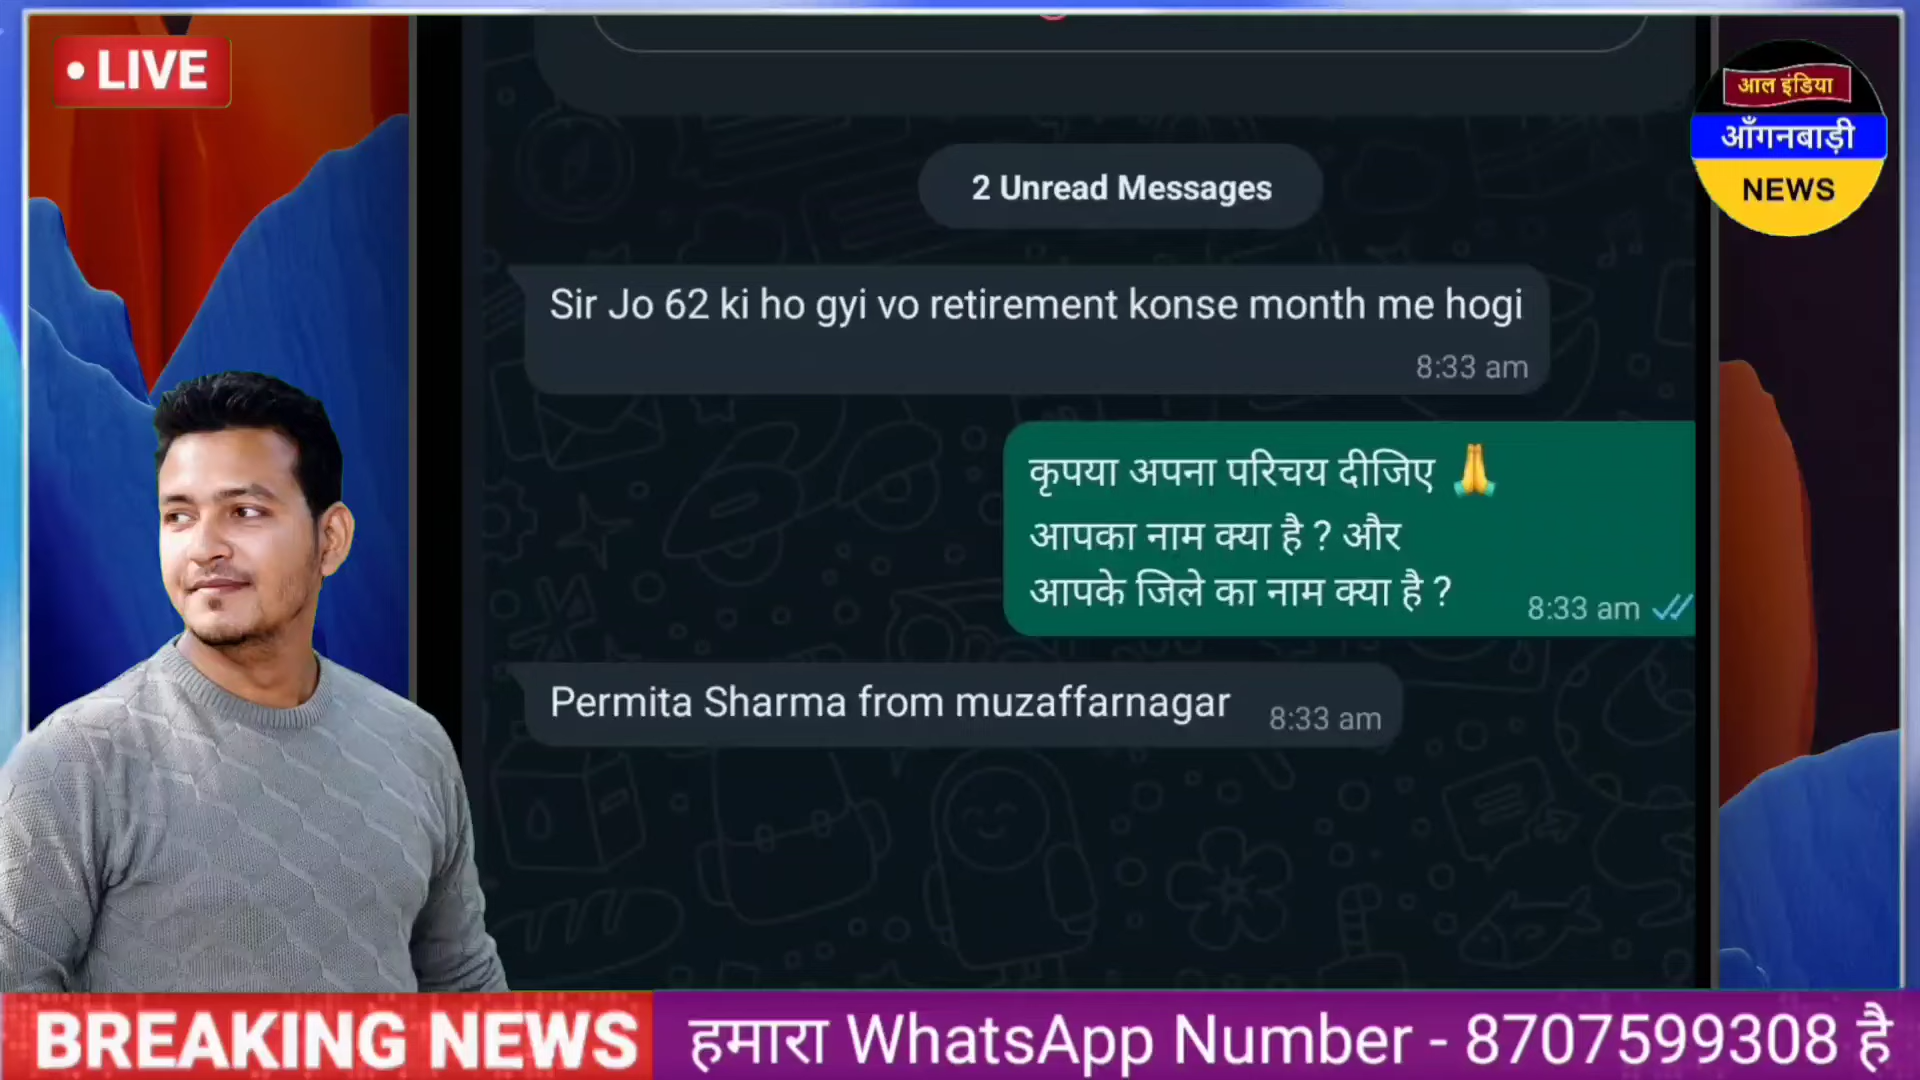 • LIVE
आल इंडिया
आँगनबाड़ी
NEWS
2 Unread Messages
Sir Jo 62 ki ho gyi vo retirement konse month me hogi
8:33 am
कृपया अपना परिचय दीजिए 🙏
आपका नाम क्या है ? और
आपके जिले का नाम क्या है ?
8:33 am
Permita Sharma from muzaffarnagar
8:33 am
BREAKING NEWS
हमारा WhatsApp Number - 8707599308 है